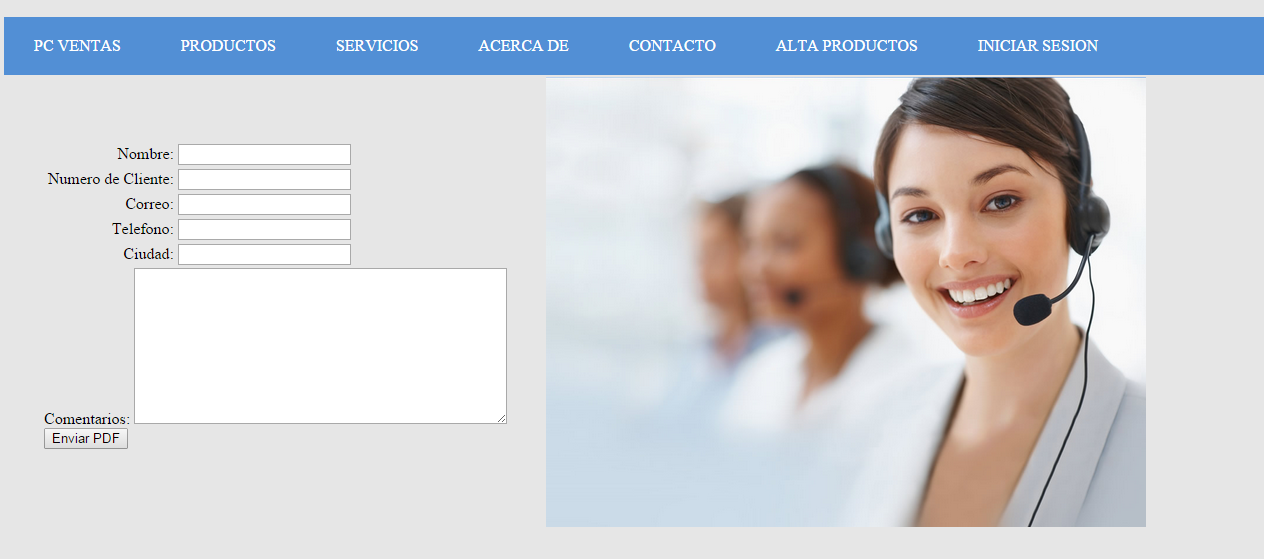 PC VENTAS PRODUCTOS SERVICIOS ACERCA DE CONTACTO ALTA PRODUCTOS INICIAR SESION
Nombre:
Numero de Cliente:
Correo:
Telefono:
Ciudad:
Comentarios:
Enviar PDF